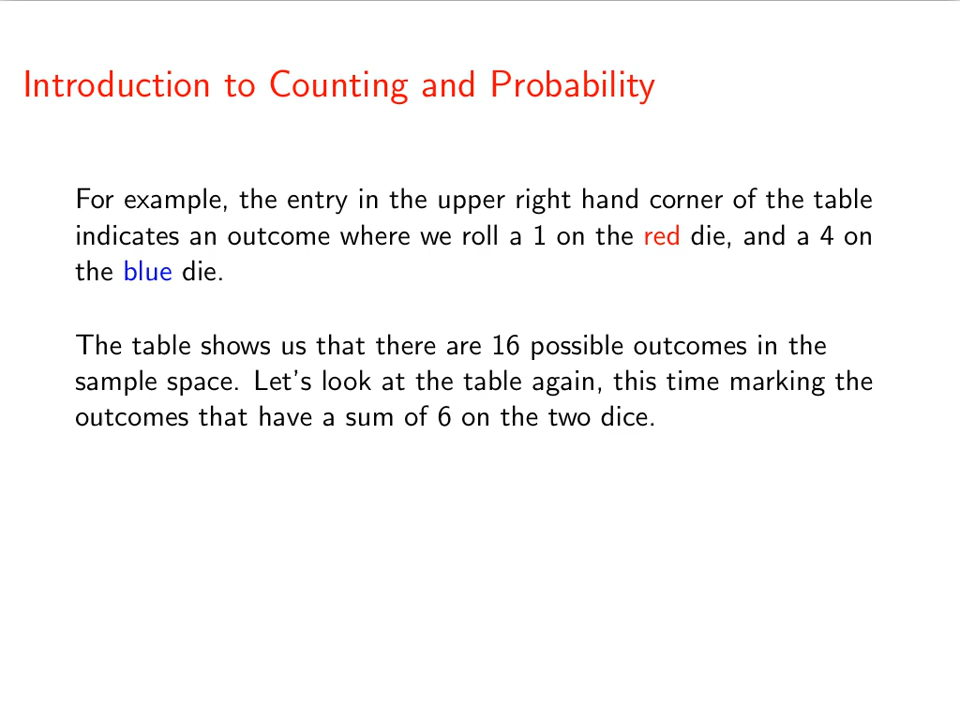 Introduction to Counting and Probability
For example, the entry in the upper right hand corner of the table
indicates an outcome where we roll a 1 on the red die, and a 4 on
the blue die.
The table shows us that there are 16 possible outcomes in the
sample space. Let's look at the table again, this time marking the
outcomes that have a sum of 6 on the two dice.